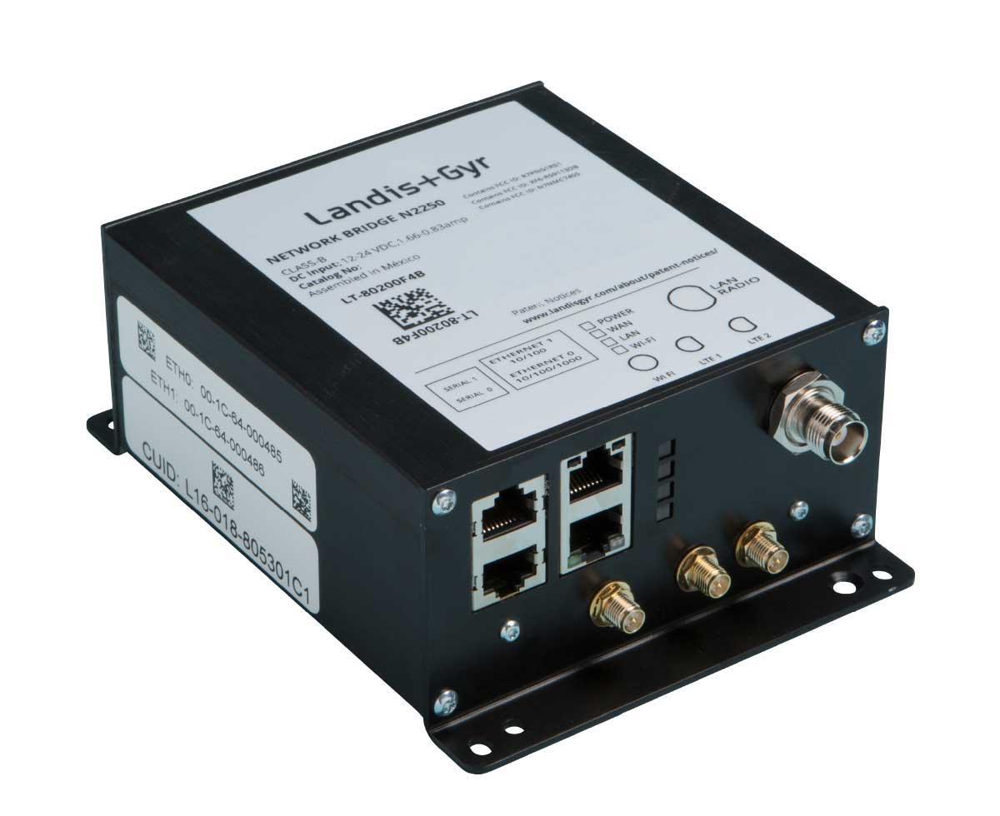 Landis+Gyr
NETWORK BRIDGE N2250
Contains FCC ID: R7PNG1RS1
Contains FCC ID: XF6-RS9113DB
Contains FCC ID: N7NMC7455
CLASS-B
DC input: 12-24 VDC,1.66-0.83amp
Catalog No:
Assembled in México
LT-80200F4B
LT-80200F4B
Patent Notices
www.landisgyr.com/about/patent-notices/
SERIAL 1
SERIAL 0
ETHERNET 1
10/100
ETHERNET 0
10/100/1000
POWER
WAN
LAN
WI-FI
WI FI
LTE 1
LTE 2
LAN
RADIO
ETH0: 00-1C-64-000485
ETH1: 00-1C-64-000486
CUID: L16-018-805301C1